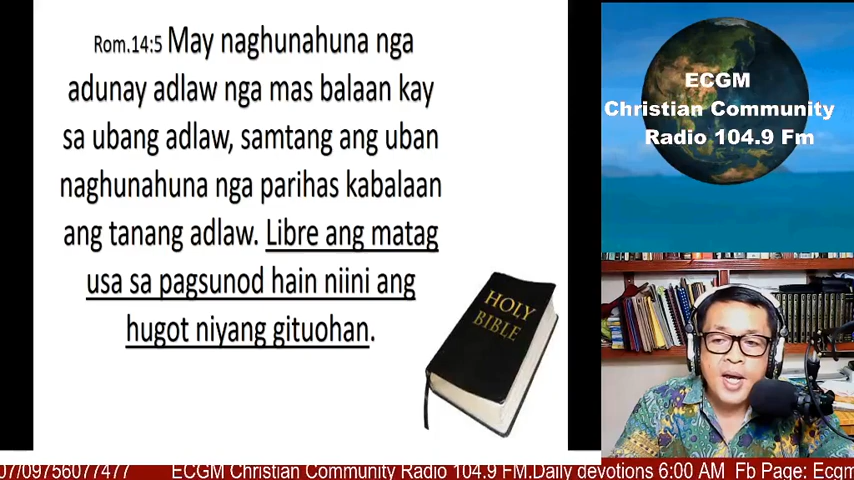 Rom.14:5 May naghunahuna nga
adunay adlaw nga mas balaan kay
sa ubang adlaw, samtang ang uban
naghunahuna nga parihas kabalaan
ang tanang adlaw. Libre ang matag
usa sa pagsunod hain niini ang
hugot niyang gituohan.
HOLY
BIBLE
ECGM
Christian Community
Radio 104.9 Fm
07/09756077477 ECGM Christian Community Radio 104.9 FM.Daily devotions 6:00 AM Fb Page: Ecgm